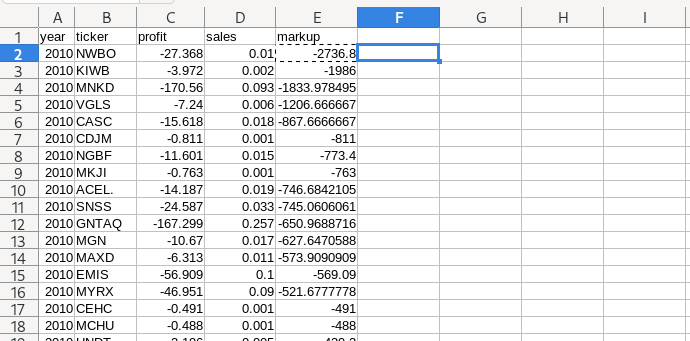 A B C D E F G H I
1 year ticker profit sales markup
2 2010 NWBO -27.368 0.01 -2736.8
3 2010 KIWB -3.972 0.002 -1986
4 2010 MNKD -170.56 0.093 -1833.978495
5 2010 VGLS -7.24 0.006 -1206.666667
6 2010 CASC -15.618 0.018 -867.6666667
7 2010 CDJM -0.811 0.001 -811
8 2010 NGBF -11.601 0.015 -773.4
9 2010 MKJI -0.763 0.001 -763
10 2010 ACEL. -14.187 0.019 -746.6842105
11 2010 SNSS -24.587 0.033 -745.0606061
12 2010 GNTAQ -167.299 0.257 -650.9688716
13 2010 MGN -10.67 0.017 -627.6470588
14 2010 MAXD -6.313 0.011 -573.9090909
15 2010 EMIS -56.909 0.1 -569.09
16 2010 MYRX -46.951 0.09 -521.6777778
17 2010 CEHC -0.491 0.001 -491
18 2010 MCHU -0.488 0.001 -488